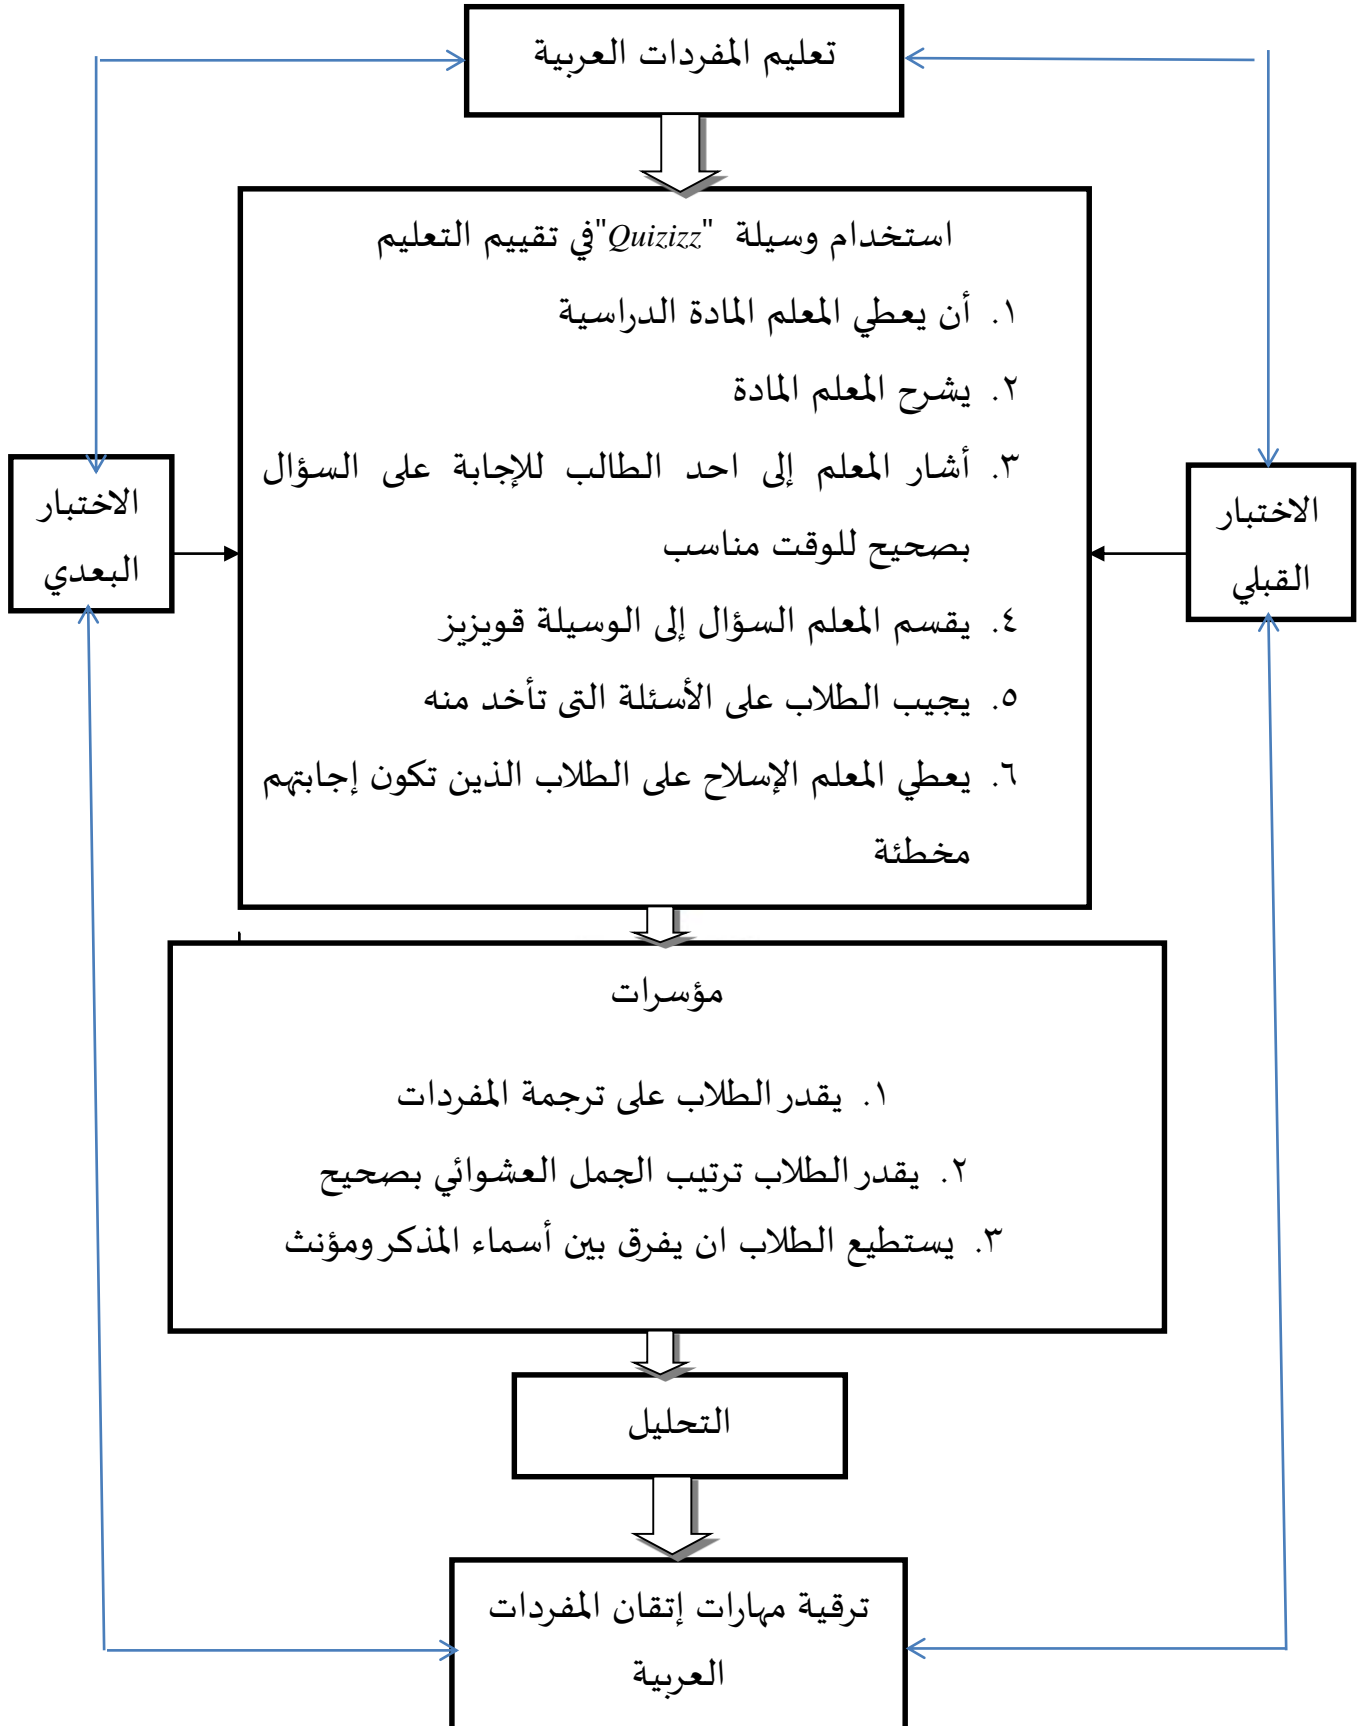 تعليم المفردات العربية
استخدام وسيلة "Quizizz"في تقييم التعليم
١. أن يعطي المعلم المادة الدراسية
٢. يشرح المعلم المادة
٣. أشار المعلم إلى احد الطالب للإجابة على السؤال
بصحيح للوقت مناسب
٤. يقسم المعلم السؤال إلى الوسيلة قويزيز
٥. يجيب الطلاب على الأسئلة التى تأخد منه
٦. يعطي المعلم الإسلاح على الطلاب الذين تكون إجابتهم
مخطئة
الاختبار
القبلي
الاختبار
البعدي
مؤسرات
١. يقدر الطلاب على ترجمة المفردات
٢. يقدر الطلاب ترتيب الجمل العشوائي بصحيح
٣. يستطيع الطلاب ان يفرق بين أسماء المذكر ومؤنث
التحليل
ترقية مهارات إتقان المفردات
العربية